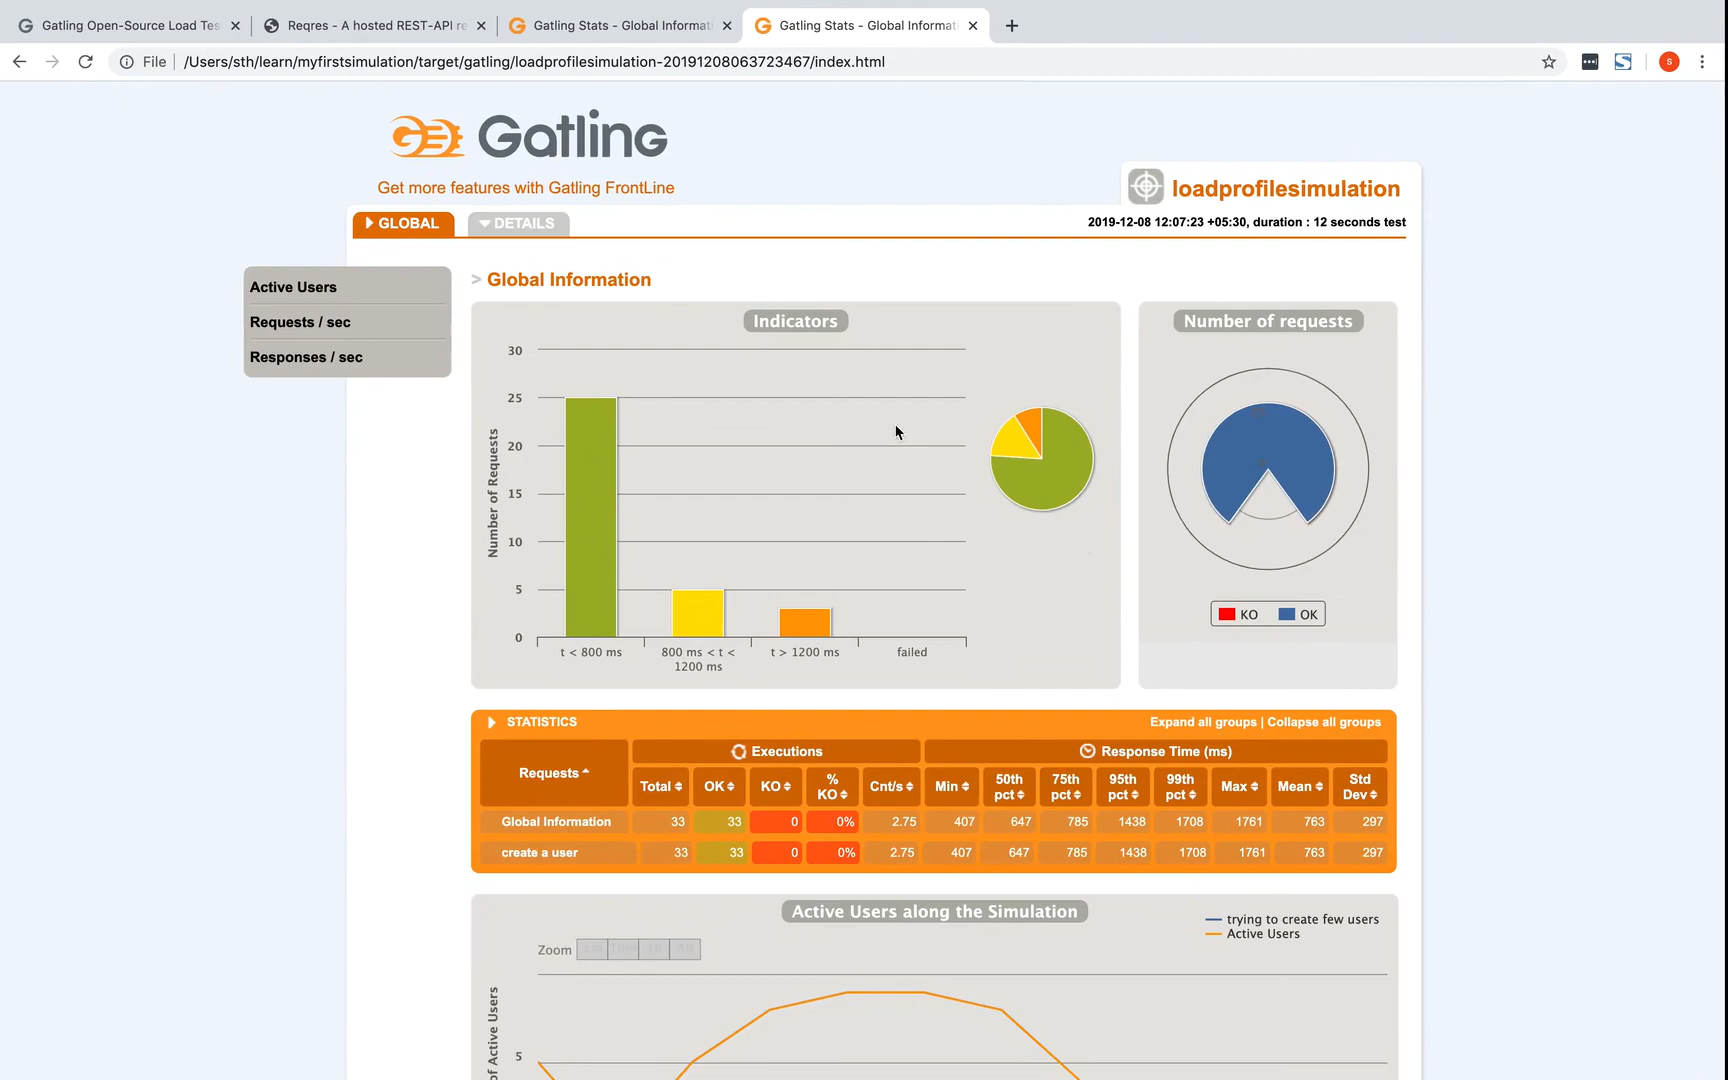 Gatling Open-Source Load Tes
Reqres - A hosted REST-API re
Gatling Stats - Global Informati
Gatling Stats - Global Informati
File
/Users/sth/learn/myfirstsimulation/target/gatling/loadprofilesimulation-20191208063723467/index.html
S
Gatling
Get more features with Gatling FrontLine
loadprofilesimulation
GLOBAL
DETAILS
2019-12-08 12:07:23 +05:30, duration : 12 seconds test
Active Users
Requests / sec
Responses / sec
> Global Information
Indicators
Number of Requests
30
25
20
15
10
5
0
t < 800 ms
800 ms < t <
1200 ms
t > 1200 ms
failed
Number of requests
KO
OK
STATISTICS
Expand all groups | Collapse all groups
Requests
Executions
Response Time (ms)
Total
OK
KO
%
KO
Cnt/s
Min
50th
pct
75th
pct
95th
pct
99th
pct
Max
Mean
Std
Dev
Global Information 33 33 0 0% 2.75 407 647 785 1438 1708 1761 763 297
create a user 33 33 0 0% 2.75 407 647 785 1438 1708 1761 763 297
Active Users along the Simulation
trying to create few users
Active Users
Zoom
of Active Users
5